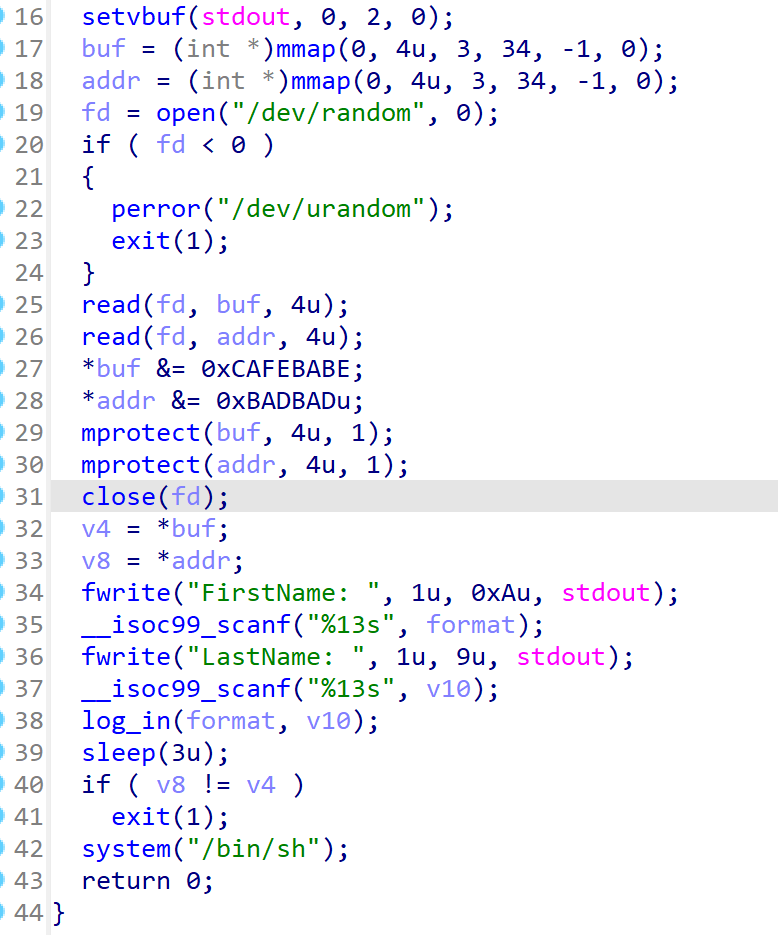 16 setvbuf(stdout, 0, 2, 0);
17 buf = (int *)mmap(0, 4u, 3, 34, -1, 0);
18 addr = (int *)mmap(0, 4u, 3, 34, -1, 0);
19 fd = open("/dev/random", 0);
20 if ( fd < 0 )
21 {
22 perror("/dev/urandom");
23 exit(1);
24 }
25 read(fd, buf, 4u);
26 read(fd, addr, 4u);
27 *buf &= 0xCAFEBABE;
28 *addr &= 0xBADBADu;
29 mprotect(buf, 4u, 1);
30 mprotect(addr, 4u, 1);
31 close(fd);
32 v4 = *buf;
33 v8 = *addr;
34 fwrite("FirstName: ", 1u, 0xAu, stdout);
35 __isoc99_scanf("%13s", format);
36 fwrite("LastName: ", 1u, 9u, stdout);
37 __isoc99_scanf("%13s", v10);
38 log_in(format, v10);
39 sleep(3u);
40 if ( v8 != v4 )
41 exit(1);
42 system("/bin/sh");
43 return 0;
44 }